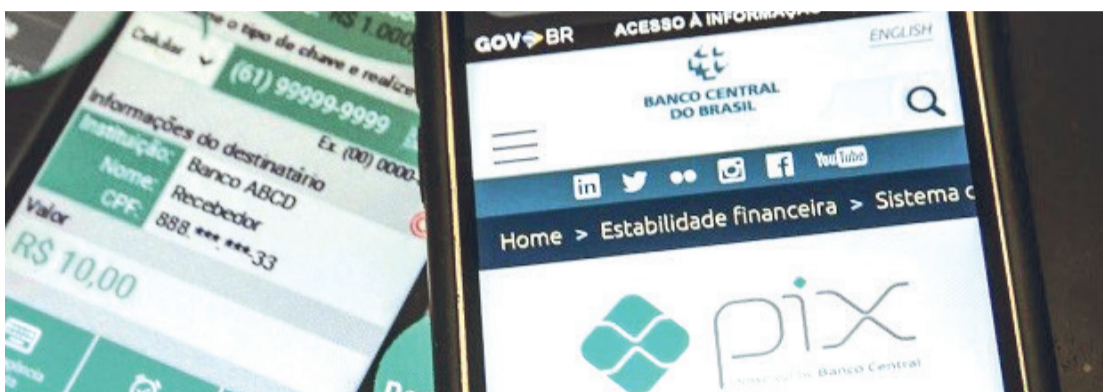 o tipo de chave e realize
R$ 1.000
Celular
(61) 99999-9999
Ex. (00) 0000-
Informações do destinatário
Instituição: Banco ABCD
Nome: Recebedor
CPF: 888.***.***-33
Valor
R$ 10,00
GOV BR
ACESSO À INFORMAÇÃO
ENGLISH
BANCO CENTRAL
DO BRASIL
in
f
YouTube
Home > Estabilidade financeira > Sistema
pix
Banco Central